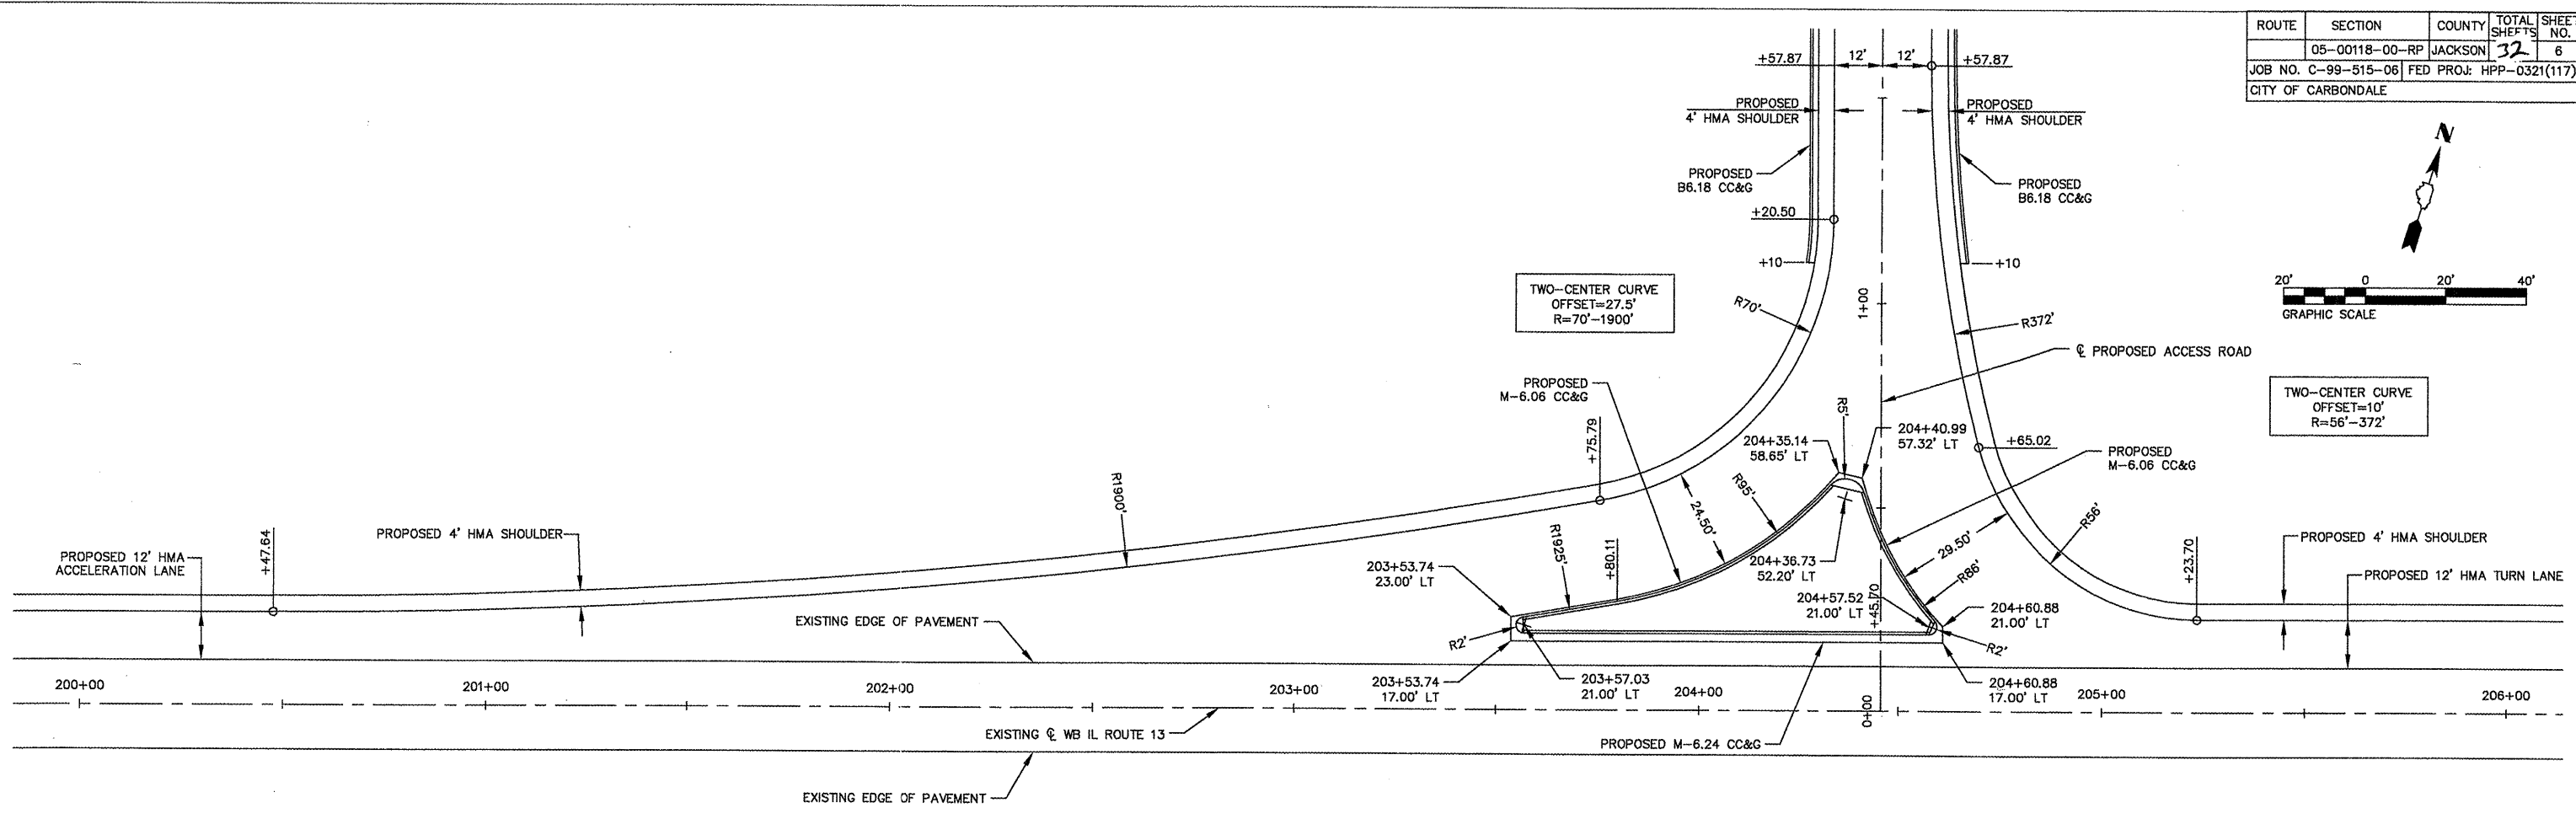 ROUTE SECTION COUNTY TOTAL SHEETS SHEET NO.
05-00118-00-RP JACKSON 32 6
JOB NO. C-99-515-06 FED PROJ: HPP-0321(117)
CITY OF CARBONDALE
N
20' 0 20' 40'
GRAPHIC SCALE
+57.87 12' 12' +57.87
PROPOSED
4' HMA SHOULDER
PROPOSED
4' HMA SHOULDER
PROPOSED
B6.18 CC&G
PROPOSED
B6.18 CC&G
+20.50
+10
+10
TWO-CENTER CURVE
OFFSET=27.5'
R=70'-1900'
R70'
1+00
R372'
℄ PROPOSED ACCESS ROAD
TWO-CENTER CURVE
OFFSET=10'
R=56'-372'
PROPOSED
M-6.06 CC&G
+75.79
R5'
204+35.14
58.65' LT
204+40.99
57.32' LT
+65.02
PROPOSED
M-6.06 CC&G
R1900'
R95'
24.50'
R56'
29.50'
R86'
PROPOSED 4' HMA SHOULDER
PROPOSED 12' HMA
ACCELERATION LANE
+47.64
R1925'
+80.11
204+36.73
52.20' LT
203+53.74
23.00' LT
204+57.52
21.00' LT
+45.70
204+60.88
21.00' LT
+23.70
PROPOSED 4' HMA SHOULDER
PROPOSED 12' HMA TURN LANE
EXISTING EDGE OF PAVEMENT
R2'
R2'
203+53.74
17.00' LT
203+57.03
21.00' LT
204+60.88
17.00' LT
200+00 201+00 202+00 203+00 204+00 205+00 206+00
0+00
EXISTING ℄ WB IL ROUTE 13
PROPOSED M-6.24 CC&G
EXISTING EDGE OF PAVEMENT